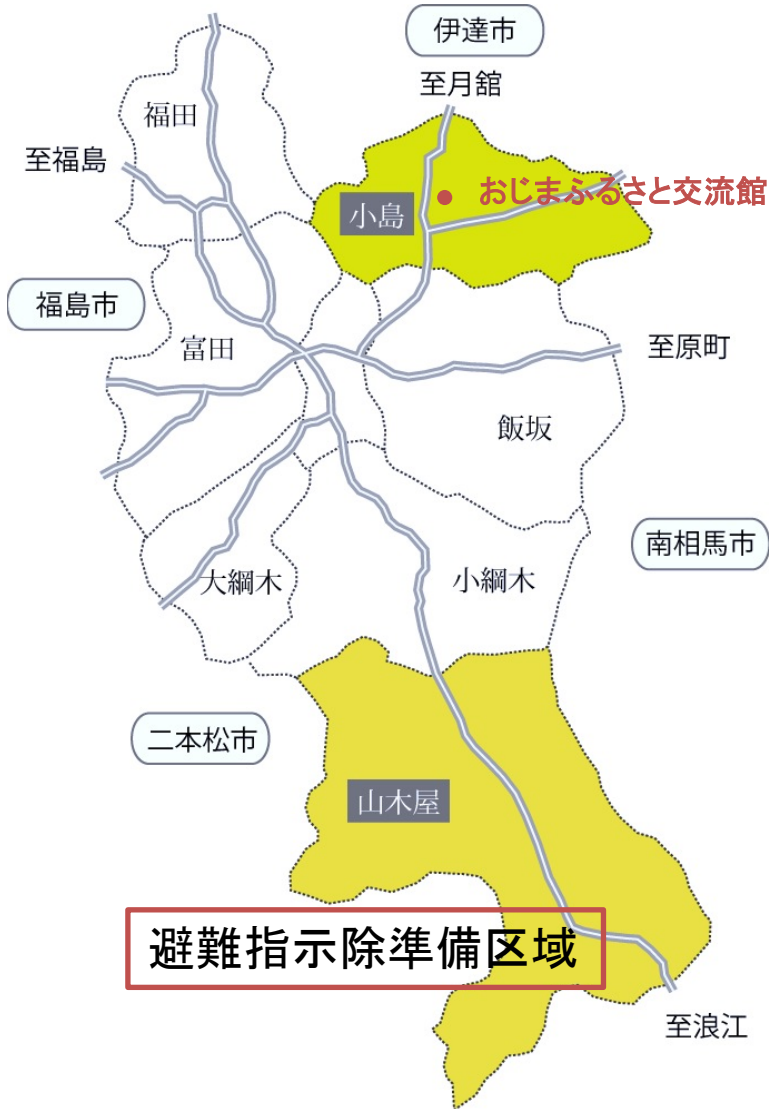 伊達市
至月舘
福田
至福島
おじまふるさと交流館
小島
福島市
富田
至原町
飯坂
南相馬市
大綱木
小綱木
二本松市
山木屋
避難指示除準備区域
至浪江